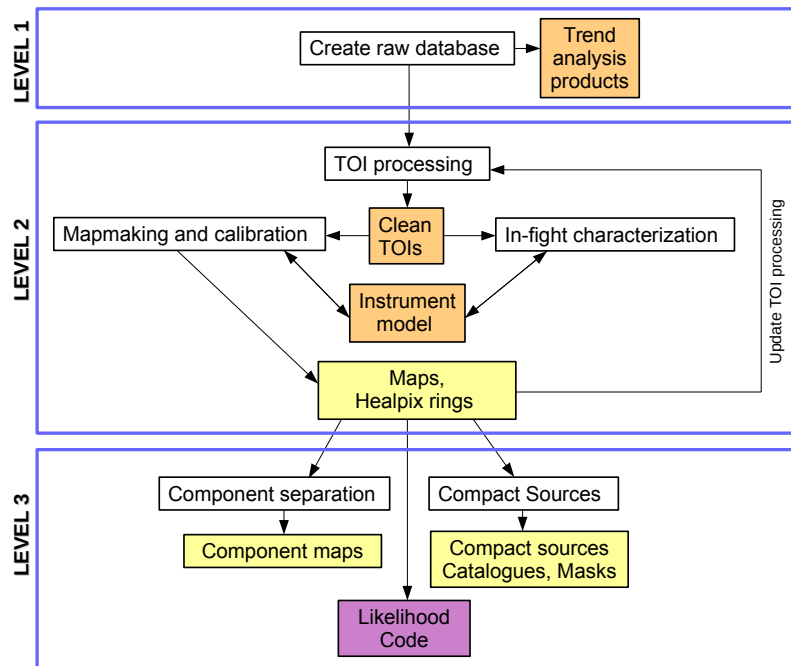 LEVEL 1
Create raw database
Trend
analysis
products
LEVEL 2
TOI processing
Mapmaking and calibration
Clean
TOIs
In-fight characterization
Instrument
model
Update TOI processing
Maps,
Healpix rings
LEVEL 3
Component separation
Compact Sources
Component maps
Compact sources
Catalogues, Masks
Likelihood
Code